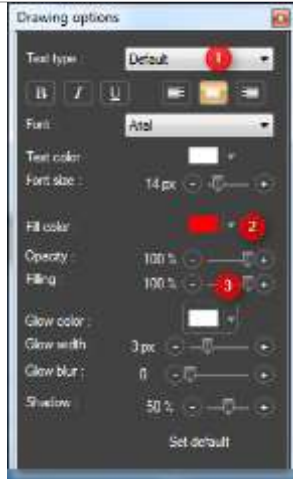 Drawing options
Text type Default 1
B I U
Font Arial
Text color
Font size : 14 px - +
Fill color 2
Opacity : 100 % - +
Filling 100 % - + 3
Glow color :
Glow width 3 px - +
Glow blur : 0 - +
Shadow : 50 % - +
Set default